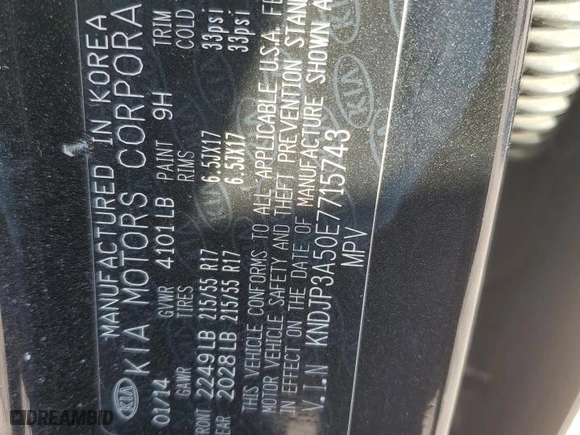 MANUFACTURED IN KOREA
KIA KIA MOTORS CORPORA
01/14 GVWR 4101LB PAINT 9H TRIM
GAWR TIRES RIMS COLD
FRONT 2249LB 215/55 R17 6.5JX17 33psi
REAR 2028LB 215/55 R17 6.5JX17 33psi
THIS VEHICLE CONFORMS TO ALL APPLICABLE U.S.A. FE
MOTOR VEHICLE SAFETY AND THEFT PREVENTION STAN
EFFECT ON THE DATE OF MANUFACTURE SHOWN A
V.I.N KNDJP3A50E7715743
MPV
DREAMBID